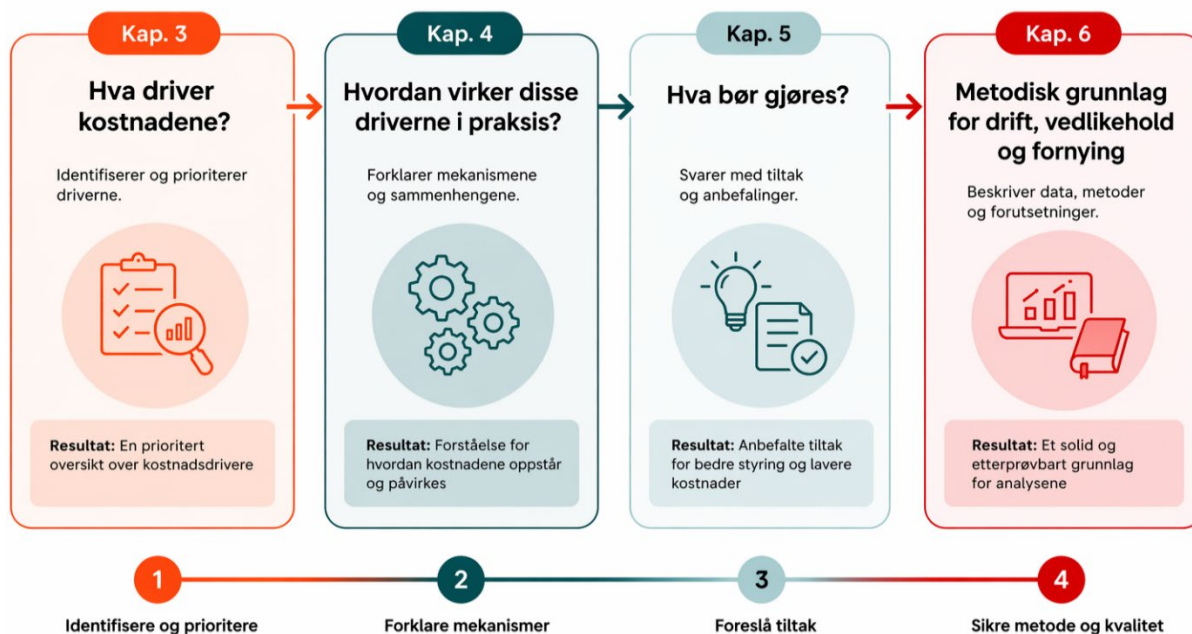 Kap. 3
Hva driver
kostnadene?
Identifiserer og prioriterer
driverne.
Resultat: En prioritert
oversikt over kostnadsdrivere
Kap. 4
Hvordan virker disse
driverne i praksis?
Forklarer mekanismene
og sammenhengene.
Resultat: Forståelse for
hvordan kostnadene oppstår
og påvirkes
Kap. 5
Hva bør gjøres?
Svarer med tiltak
og anbefalinger.
Resultat: Anbefalte tiltak
for bedre styring og lavere
kostnader
Kap. 6
Metodisk grunnlag
for drift, vedlikehold
og fornying
Beskriver data, metoder
og forutsetninger.
Resultat: Et solid og
etterprøvbart grunnlag
for analysene
1
Identifisere og prioritere
2
Forklare mekanismer
3
Foreslå tiltak
4
Sikre metode og kvalitet